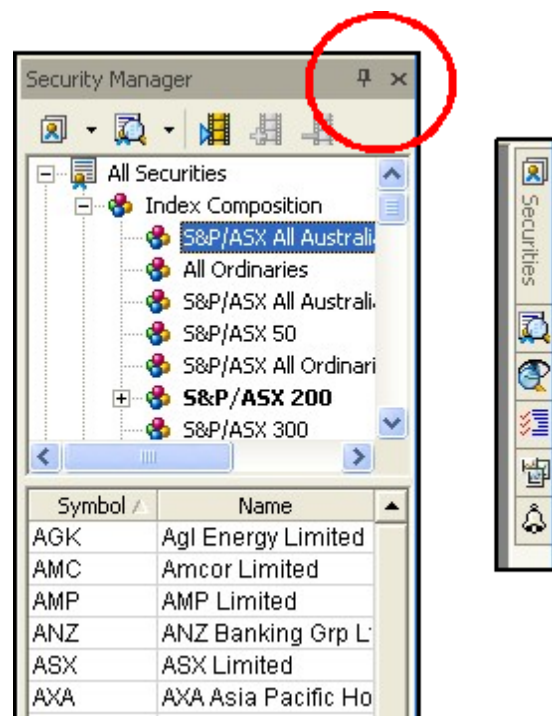 Security Manager
All Securities
Index Composition
S&P/ASX All Australi
All Ordinaries
S&P/ASX All Australi
S&P/ASX 50
S&P/ASX All Ordinari
S&P/ASX 200
S&P/ASX 300
Symbol Name
AGK Agl Energy Limited
AMC Amcor Limited
AMP AMP Limited
ANZ ANZ Banking Grp L
ASX ASX Limited
AXA AXA Asia Pacific Ho
Securities